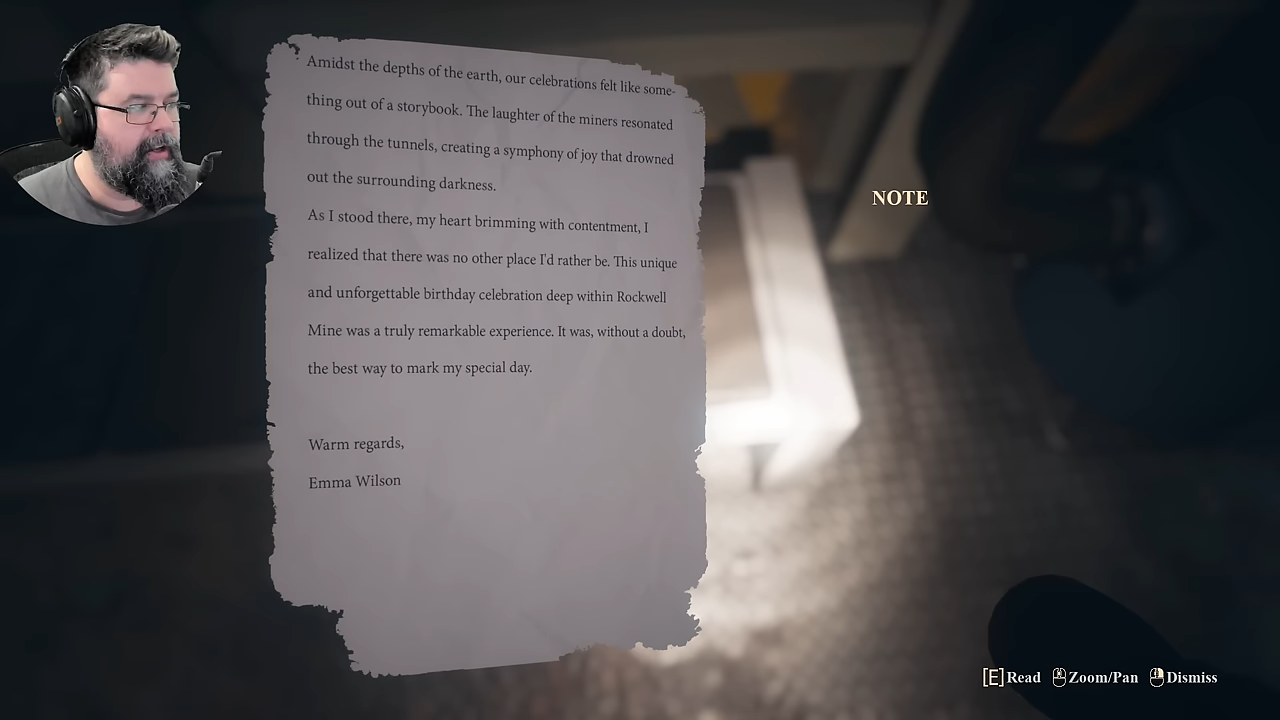 Amidst the depths of the earth, our celebrations felt like some-
thing out of a storybook. The laughter of the miners resonated
through the tunnels, creating a symphony of joy that drowned
out the surrounding darkness.
As I stood there, my heart brimming with contentment, I
realized that there was no other place I'd rather be. This unique
and unforgettable birthday celebration deep within Rockwell
Mine was a truly remarkable experience. It was, without a doubt,
the best way to mark my special day.
Warm regards,
Emma Wilson
NOTE
[E]Read Zoom/Pan Dismiss